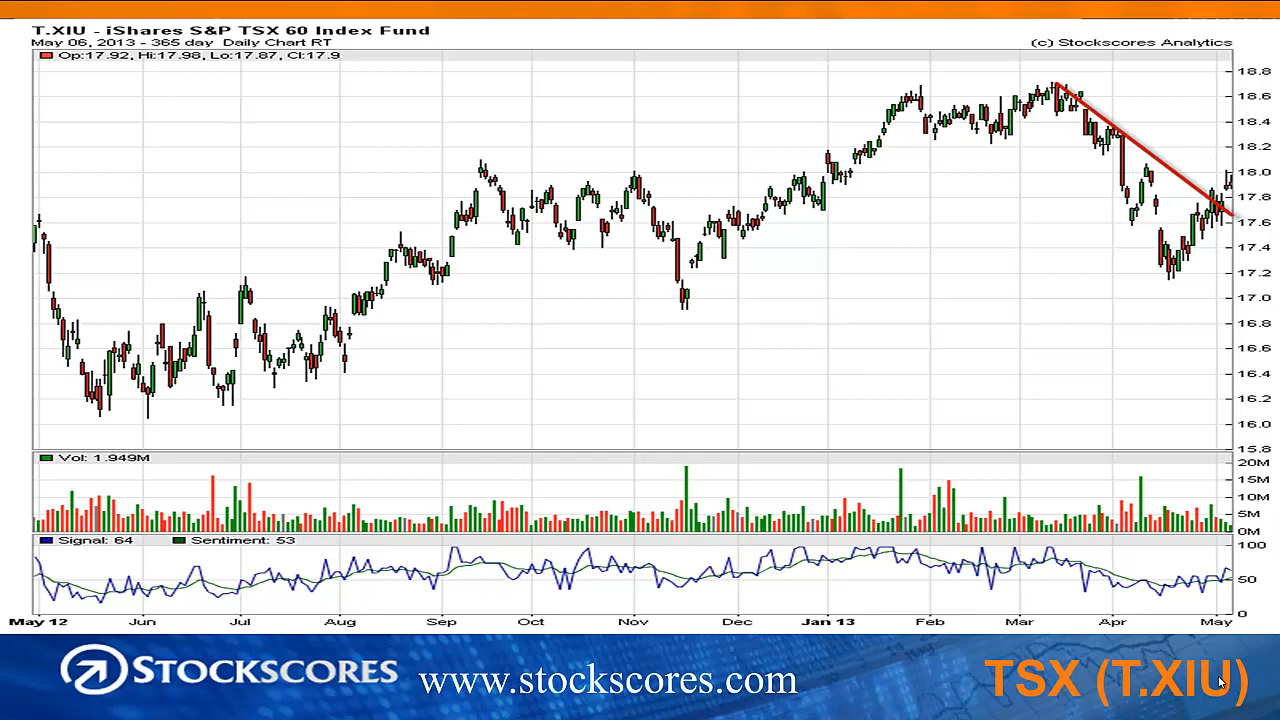 T.XIU - iShares S&P TSX 60 Index Fund
May 06, 2013 - 365 day Daily Chart RT
(c) Stockscores Analytics
Op:17.92, Hi:17.98, Lo:17.87, Cl:17.9
18.8
18.6
18.4
18.2
18.0
17.8
17.6
17.4
17.2
17.0
16.8
16.6
16.4
16.2
16.0
15.8
Vol: 1.949M
20M
15M
10M
5M
0M
Signal: 64 Sentiment: 53
100
50
0
May 12 Jun Jul Aug Sep Oct Nov Dec Jan 13 Feb Mar Apr May
STOCKSCORES
www.stockscores.com
TSX (T.XIU)